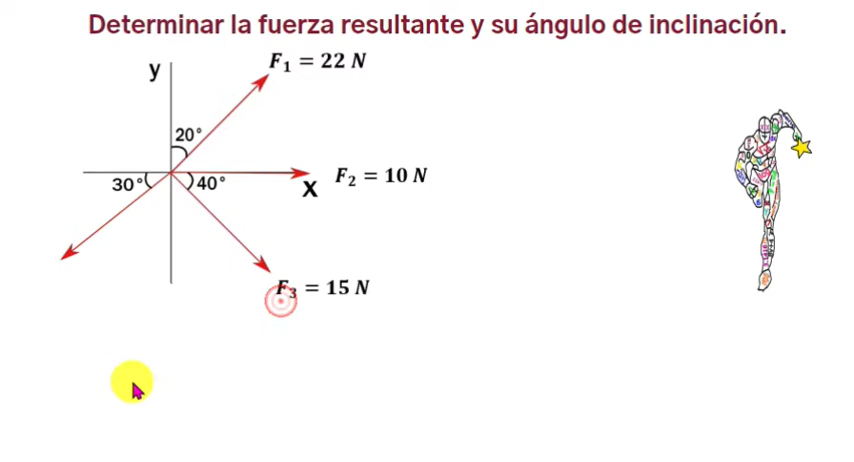 Determinar la fuerza resultante y su ángulo de inclinación.
F₁ = 22 N
y
20°
30°
40°
X
F₂ = 10 N
F₃ = 15 N